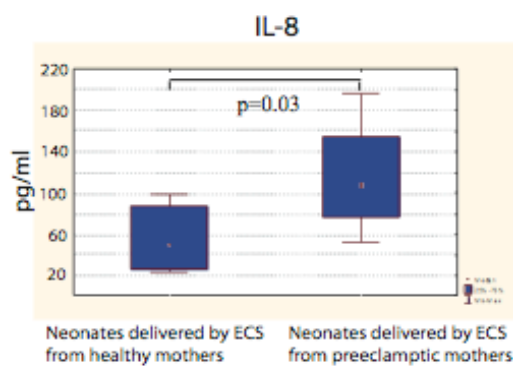 IL-8
220
180
140
100
60
20
pg/ml
p=0.03
Neonates delivered by ECS
from healthy mothers
Neonates delivered by ECS
from preeclamptic mothers